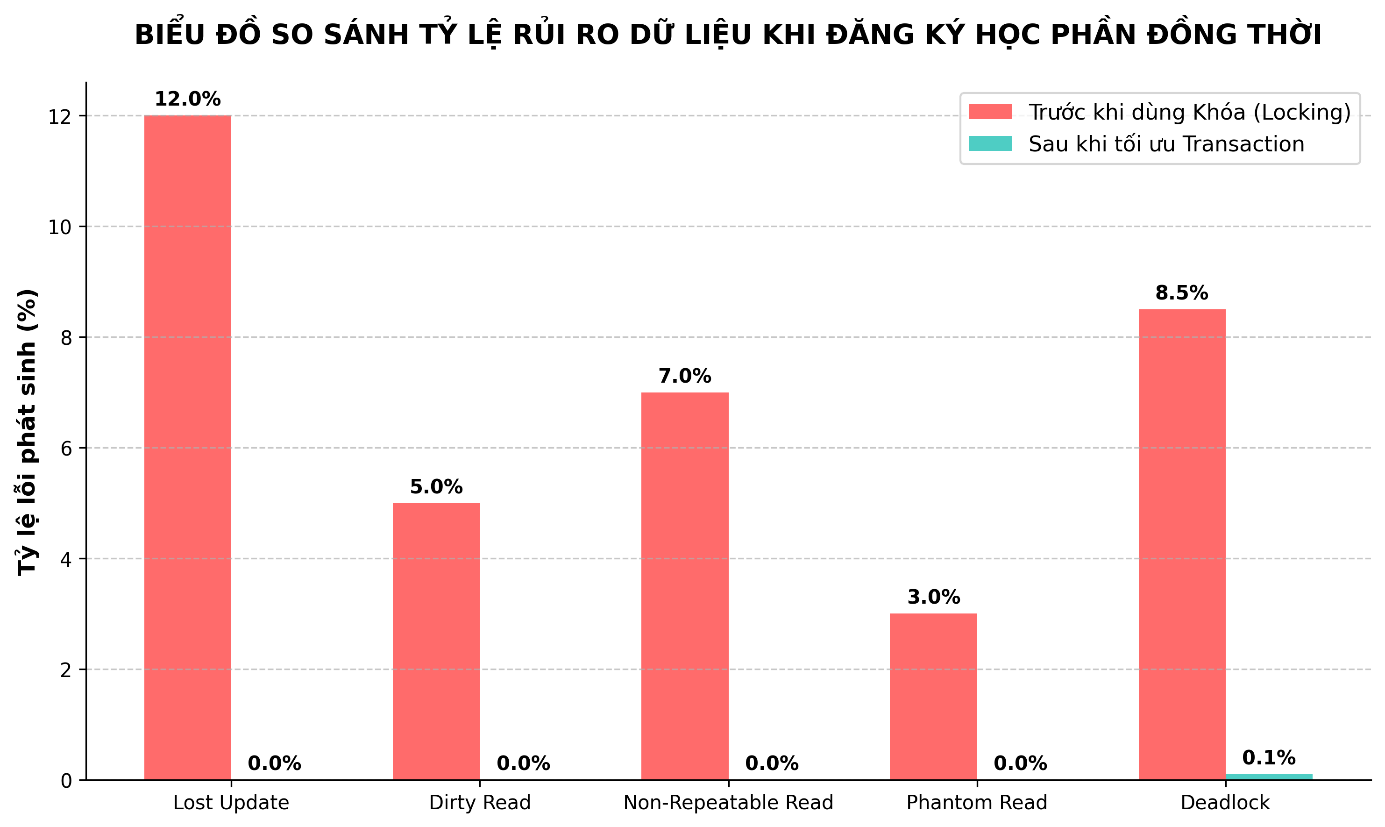 BIỂU ĐỒ SO SÁNH TỶ LỆ RỦI RO DỮ LIỆU KHI ĐĂNG KÝ HỌC PHẦN ĐỒNG THỜI
Trước khi dùng Khóa (Locking)
Sau khi tối ưu Transaction
Tỷ lệ lỗi phát sinh (%)
12
10
8
6
4
2
0
12.0%
0.0%
5.0%
0.0%
7.0%
0.0%
3.0%
0.0%
8.5%
0.1%
Lost Update
Dirty Read
Non-Repeatable Read
Phantom Read
Deadlock